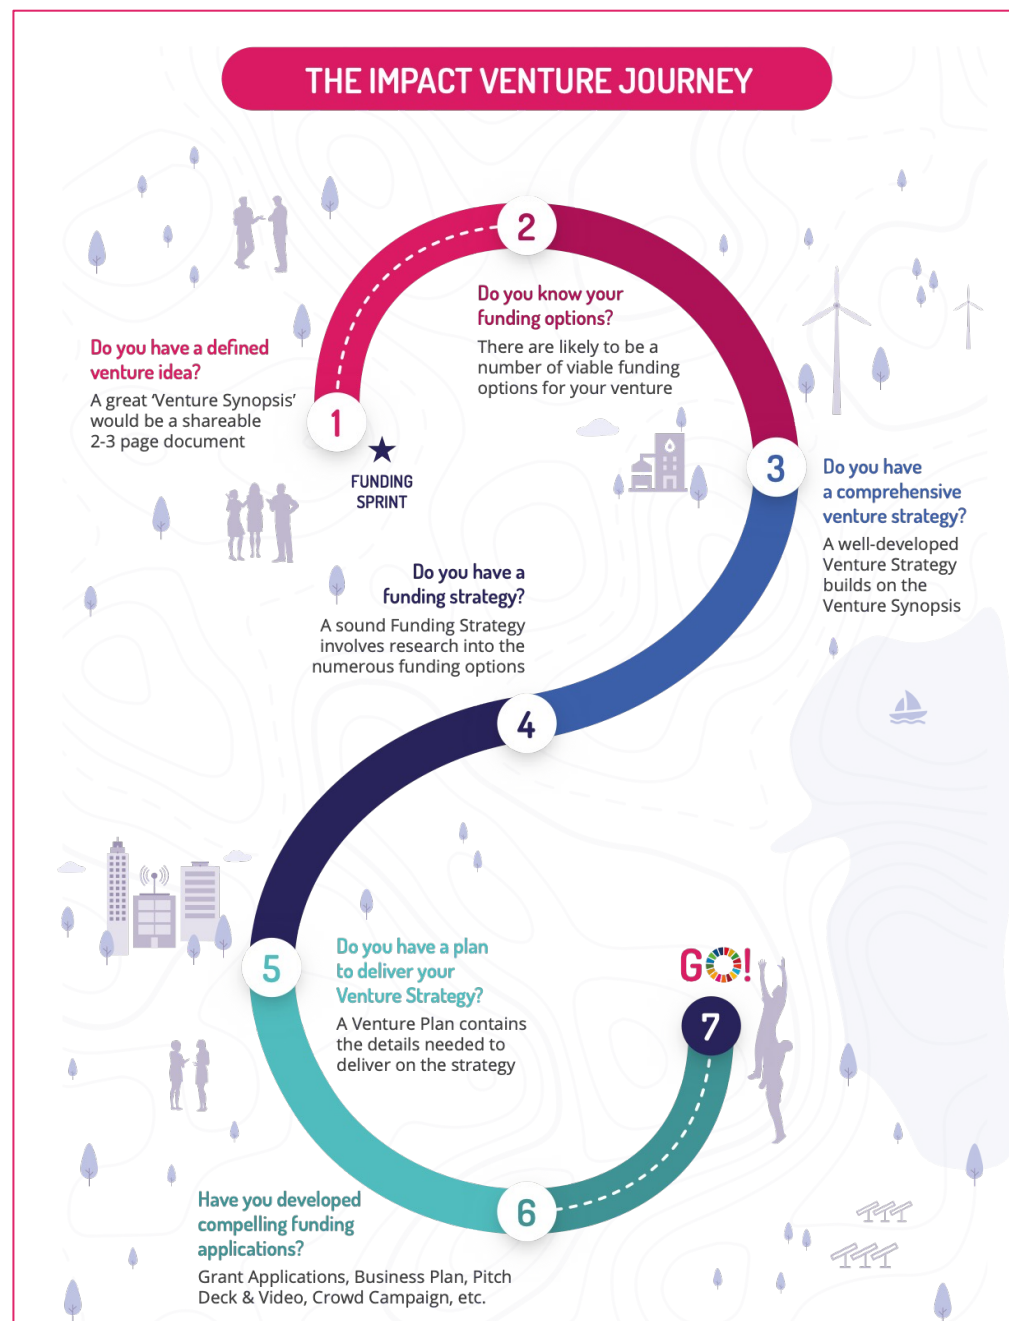 THE IMPACT VENTURE JOURNEY
2
Do you know your
funding options?
There are likely to be a
number of viable funding
options for your venture
Do you have a defined
venture idea?
A great ‘Venture Synopsis’
would be a shareable
2-3 page document
1
FUNDING
SPRINT
3
Do you have
a comprehensive
venture strategy?
A well-developed
Venture Strategy
builds on the
Venture Synopsis
Do you have a
funding strategy?
A sound Funding Strategy
involves research into the
numerous funding options
4
5
Do you have a plan
to deliver your
Venture Strategy?
A Venture Plan contains
the details needed to
deliver on the strategy
GO!
7
6
Have you developed
compelling funding
applications?
Grant Applications, Business Plan, Pitch
Deck & Video, Crowd Campaign, etc.